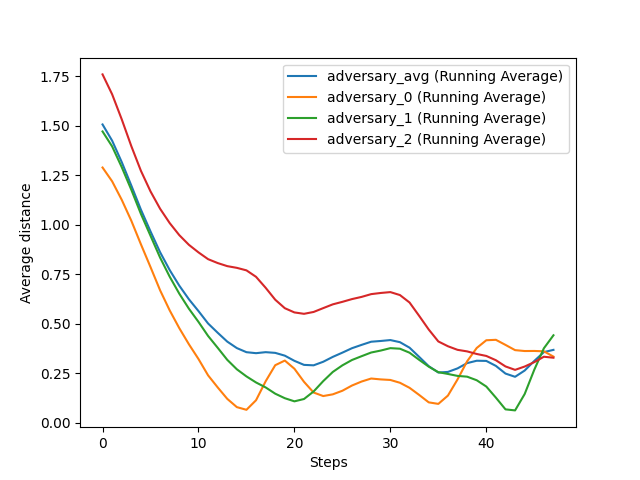 adversary_avg (Running Average)
adversary_0 (Running Average)
adversary_1 (Running Average)
adversary_2 (Running Average)
1.75
1.50
1.25
1.00
0.75
0.50
0.25
0.00
Average distance
0 10 20 30 40
Steps